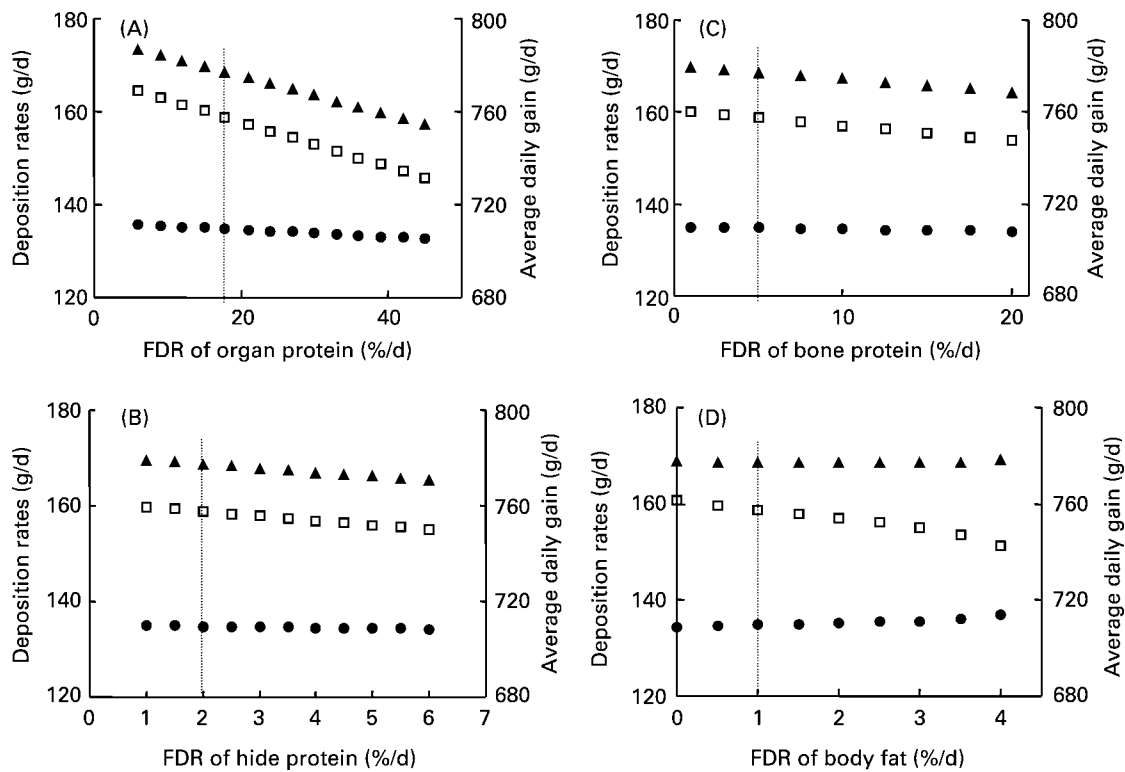 (A)
180
160
140
120
Deposition rates (g/d)
800
760
720
680
Average daily gain (g/d)
0
20
40
FDR of organ protein (%/d)
(C)
180
160
140
120
Deposition rates (g/d)
800
760
710
680
Average daily gain (g/d)
0
10
20
FDR of bone protein (%/d)
(B)
180
160
140
120
Deposition rates (g/d)
800
760
720
680
Average daily gain (g/d)
0 1 2 3 4 5 6 7
FDR of hide protein (%/d)
(D)
180
160
140
120
Deposition rates (g/d)
800
760
720
680
Average daily gain (g/d)
0 1 2 3 4
FDR of body fat (%/d)